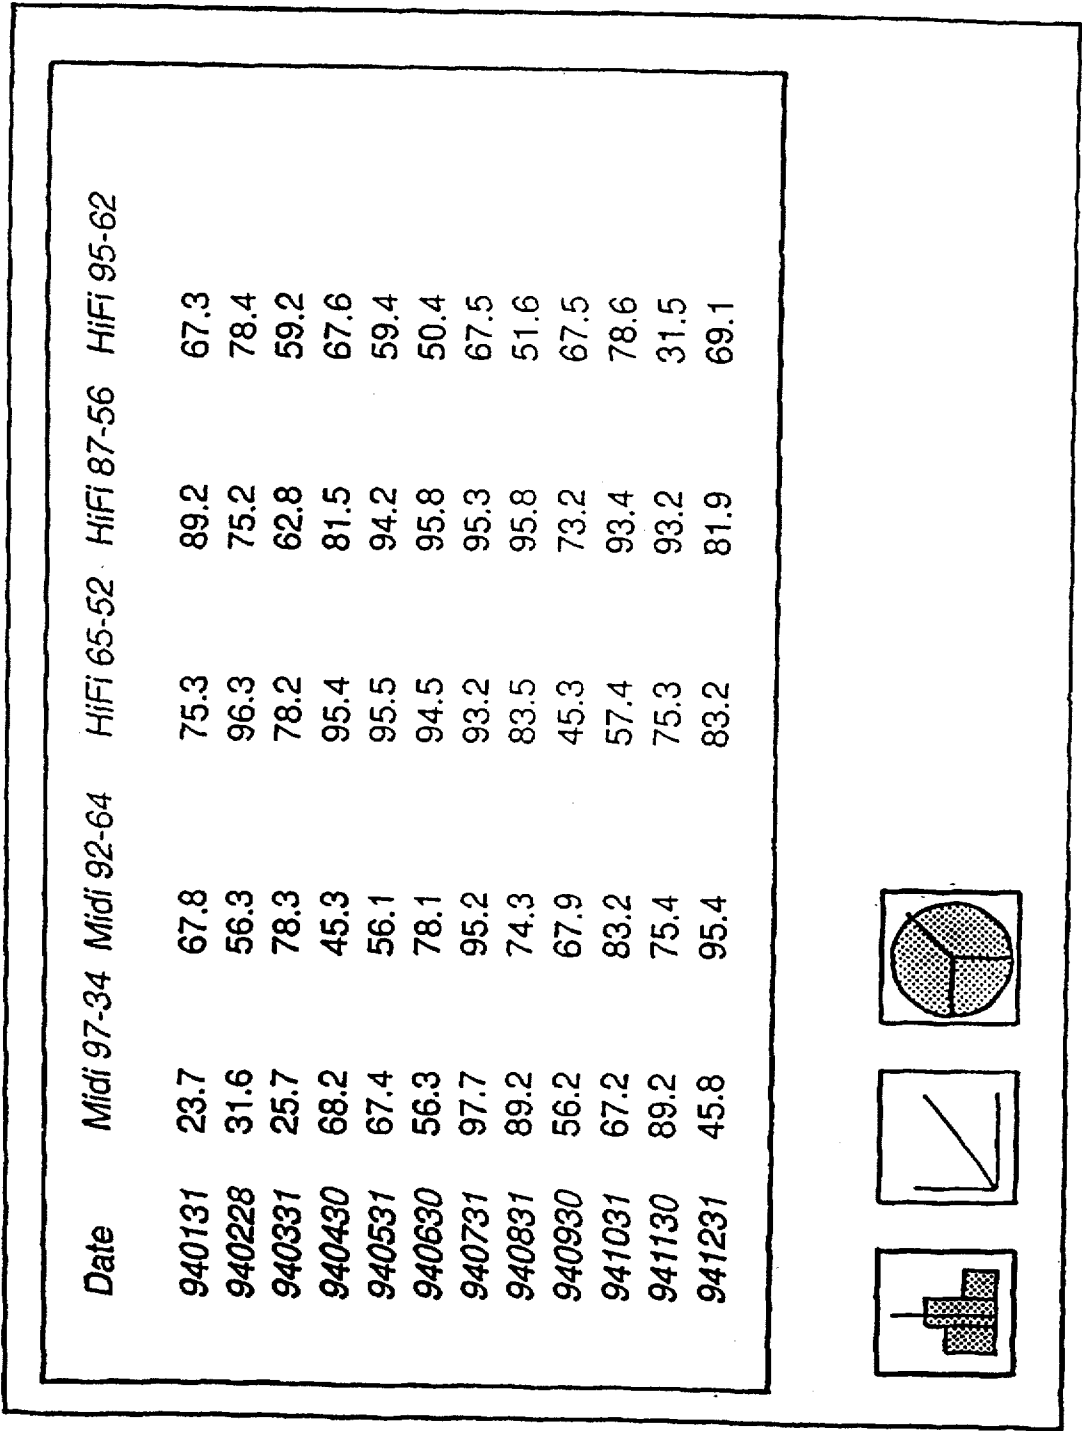 Date Midi 97-34 Midi 92-64 HiFi 65-52 HiFi 87-56 HiFi 95-62
940131 23.7 67.8 75.3 89.2 67.3
940228 31.6 56.3 96.3 75.2 78.4
940331 25.7 78.3 78.2 62.8 59.2
940430 68.2 45.3 95.4 81.5 67.6
940531 67.4 56.1 95.5 94.2 59.4
940630 56.3 78.1 94.5 95.8 50.4
940731 97.7 95.2 93.2 95.3 67.5
940831 89.2 74.3 83.5 95.8 51.6
940930 56.2 67.9 45.3 73.2 67.5
941031 67.2 83.2 57.4 93.4 78.6
941130 89.2 75.4 75.3 93.2 31.5
941231 45.8 95.4 83.2 81.9 69.1